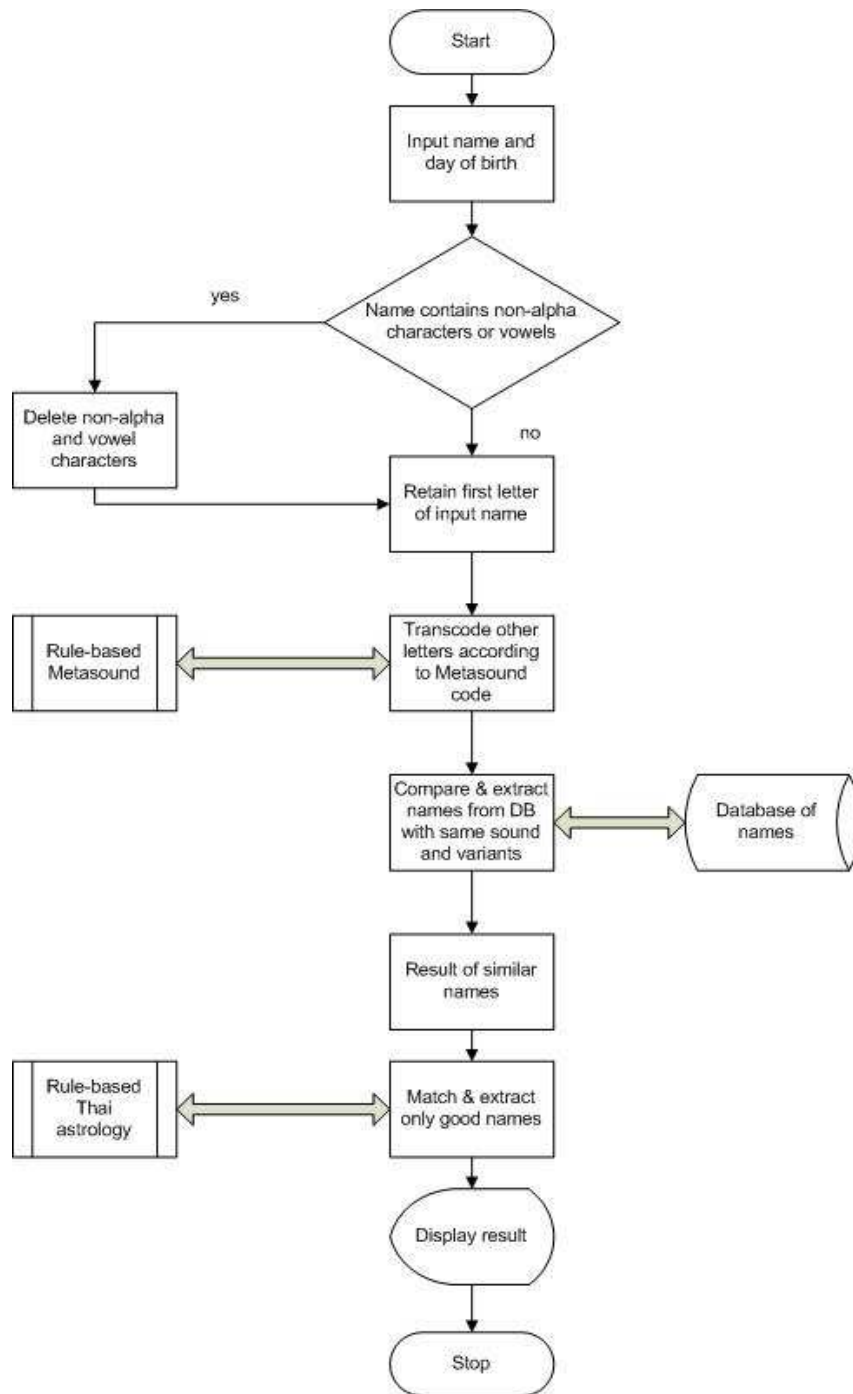 Start
Input name and
day of birth
yes
Name contains non-alpha
characters or vowels
Delete non-alpha
and vowel
characters
no
Retain first letter
of input name
Rule-based
Metasound
Transcode other
letters according
to Metasound
code
Compare & extract
names from DB
with same sound
and variants
Database of
names
Result of similar
names
Rule-based
Thai
astrology
Match & extract
only good names
Display result
Stop